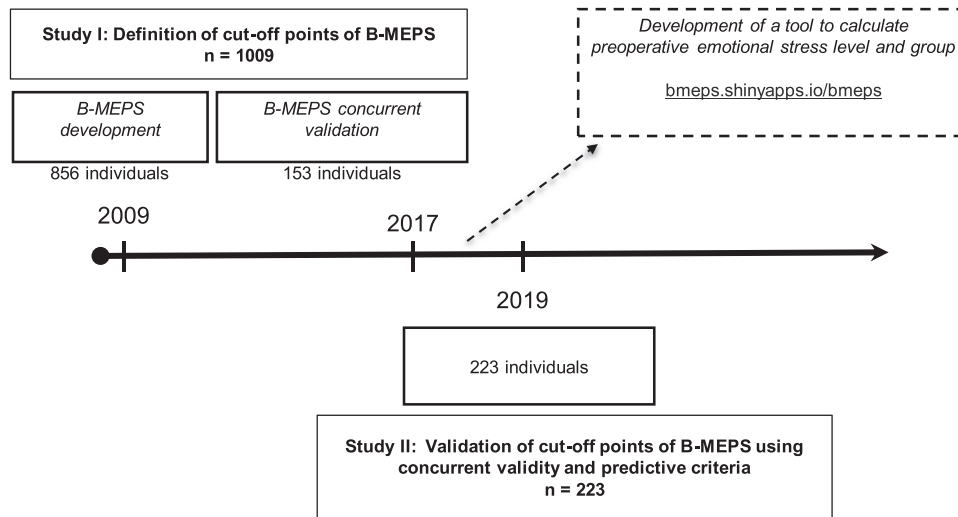 Study I: Definition of cut-off points of B-MEPS
n = 1009
B-MEPS
development
856 individuals
B-MEPS concurrent
validation
153 individuals
Development of a tool to calculate
preoperative emotional stress level and group
bmeps.shinyapps.io/bmeps
2009
2017
2019
223 individuals
Study II: Validation of cut-off points of B-MEPS using
concurrent validity and predictive criteria
n = 223